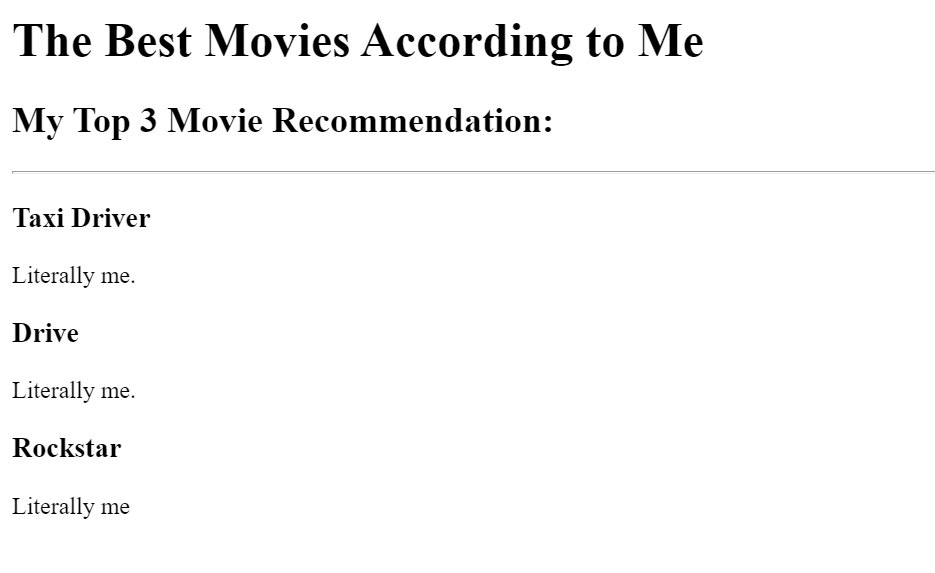 The Best Movies According to Me
My Top 3 Movie Recommendation:
Taxi Driver
Literally me.
Drive
Literally me.
Rockstar
Literally me